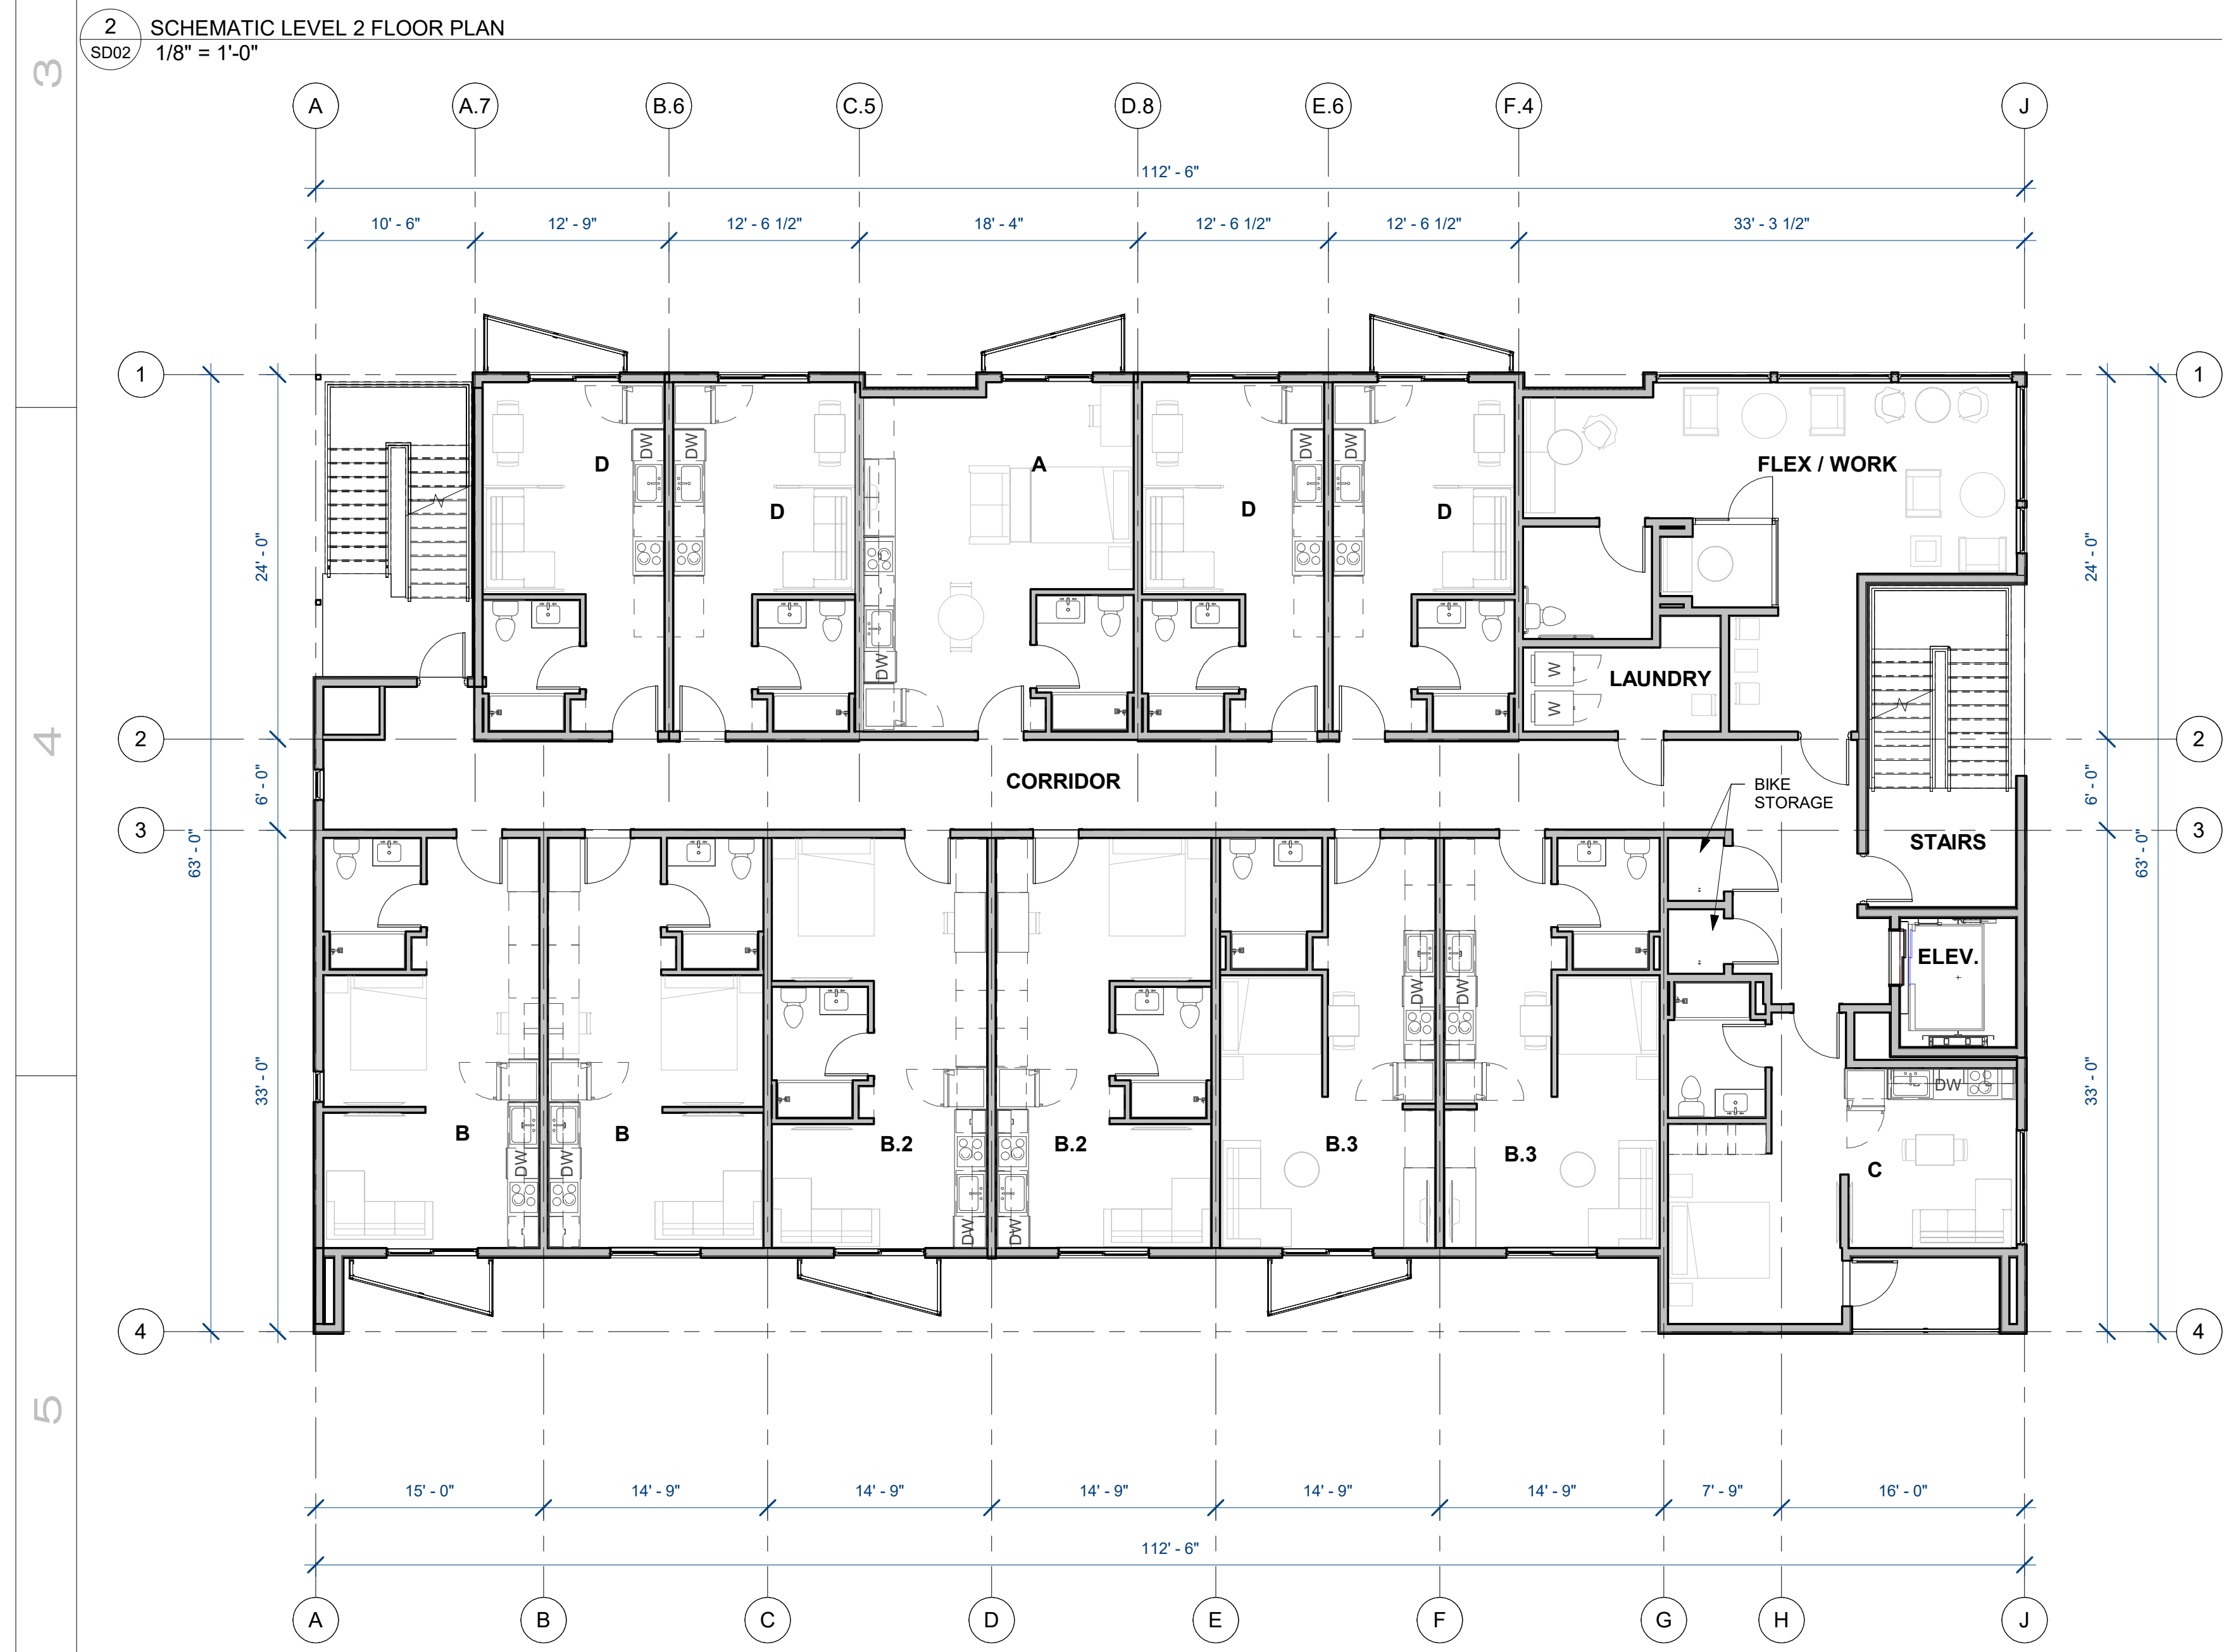 3
4
5
2
SD02
SCHEMATIC LEVEL 2 FLOOR PLAN
1/8" = 1'-0"
A
A.7
B.6
C.5
D.8
E.6
F.4
J
112' - 6"
10' - 6"
12' - 9"
12' - 6 1/2"
18' - 4"
12' - 6 1/2"
12' - 6 1/2"
33' - 3 1/2"
1
1
DW
DW
DW
DW
D
A
FLEX / WORK
D
D
D
24' - 0"
24' - 0"
DW
W
W
LAUNDRY
2
2
CORRIDOR
6' - 0"
6' - 0"
BIKE
STORAGE
3
3
63' - 0"
63' - 0"
STAIRS
ELEV.
DW
DW
33' - 0"
33' - 0"
DW
B
B
B.2
B.2
B.3
B.3
C
DW
DW
DW
DW
4
4
15' - 0"
14' - 9"
14' - 9"
14' - 9"
14' - 9"
14' - 9"
7' - 9"
16' - 0"
112' - 6"
A
B
C
D
E
F
G
H
J